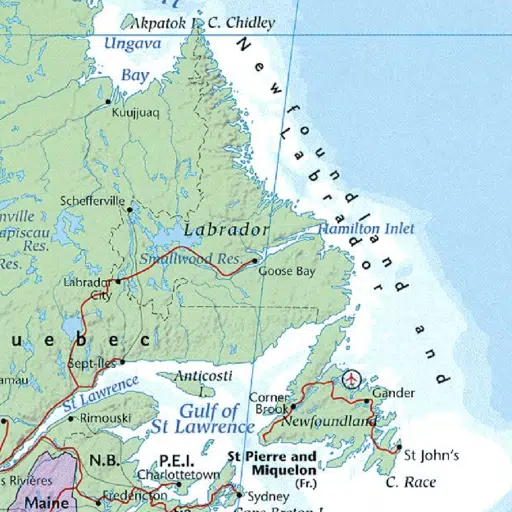 Akpatok I.
C. Chidley
Ungava
Bay
Kuujjuaq
Newfoundland and
Labrador
Schefferville
nville
apiscau
Res.
Res.
Labrador
Hamilton Inlet
Smallwood Res.
Goose Bay
Labrador
City
uebec
Sept-Îles
amau
St Lawrence
Anticosti
I.
Rimouski
Gulf of
St Lawrence
Corner
Brook
Gander
Newfoundland
St John's
C. Race
N.B.
P.E.I.
Charlottetown
St Pierre and
Miquelon
(Fr.)
s Rivières
Maine
Fredericton
Sydney
Cape Breton I.